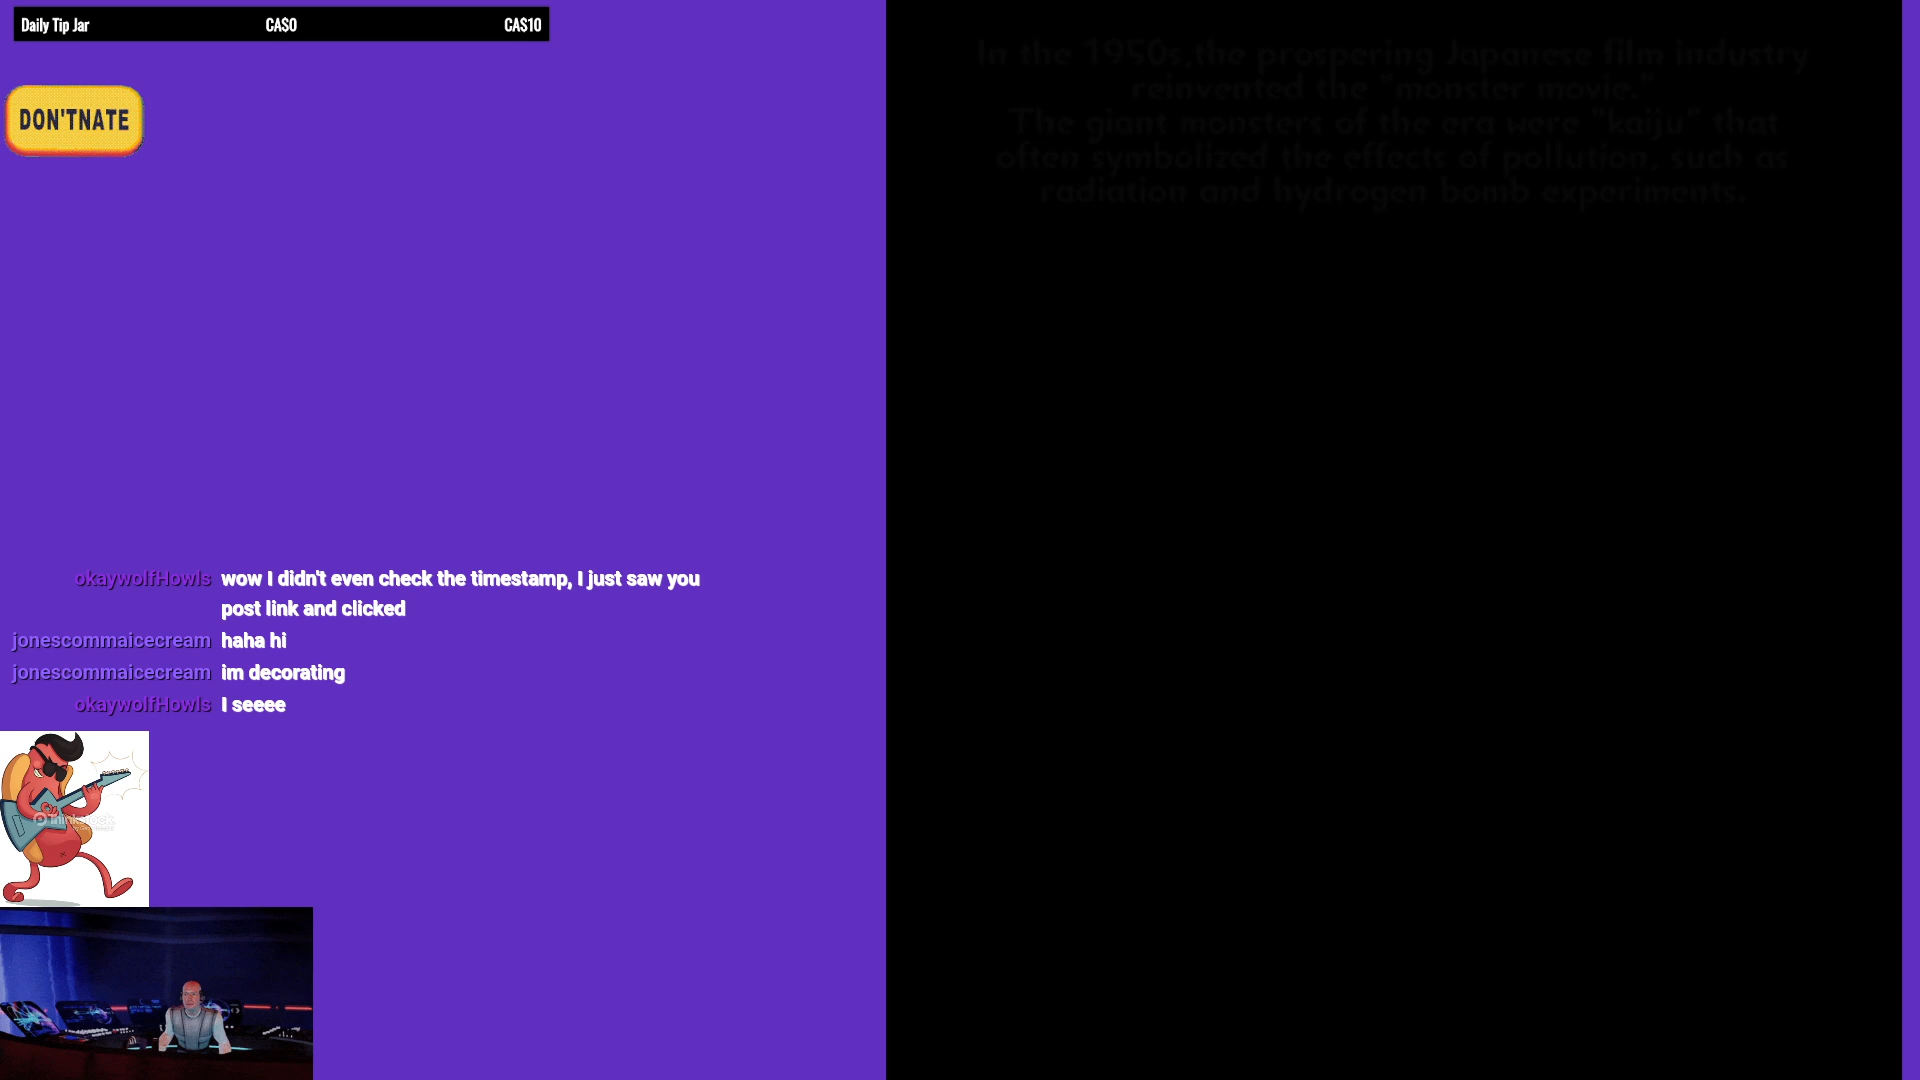 Daily Tip Jar CA$0 CA$10
DON'TNATE
In the 1950s, the prospering Japanese film industry
reinvented the "monster movie."
The giant monsters of the era were "kaiju" that
often symbolized the effects of pollution, such as
radiation and hydrogen bomb experiments.
okaywolfHowls wow I didn't even check the timestamp, I just saw you
post link and clicked
jonescommaicecream haha hi
jonescommaicecream im decorating
okaywolfHowls I seeee
thinkstock